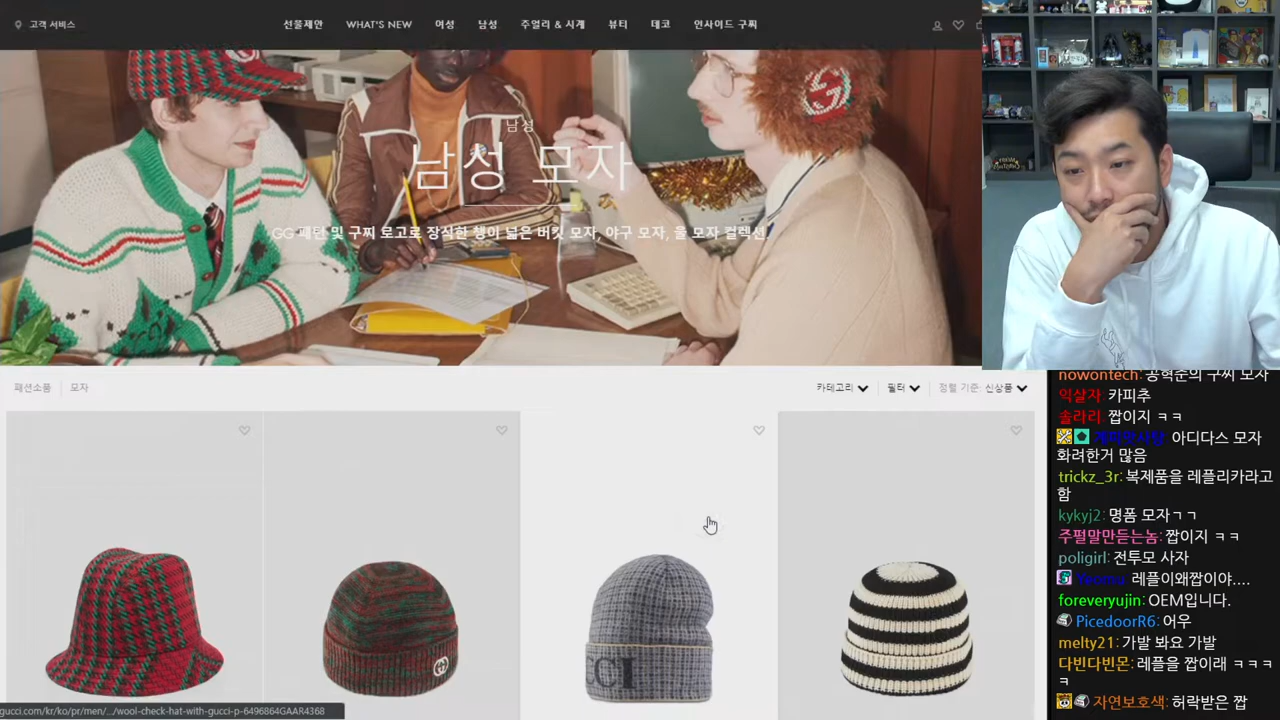 고객 서비스
선물제안 WHAT'S NEW 여성 남성 주얼리 & 시계 뷰티 데코 인사이드 구찌
남성
남성 모자
GG 패턴 및 구찌 로고로 장식한 챙이 넓은 버킷 모자, 야구 모자, 울 모자 컬렉션.
패션소품 모자 카테고리 필터 정렬 기준: 신상품
UCCI
gucci.com/kr/ko/pr/men/.../wool-check-hat-with-gucci-p-6496864GAAR4368
nowontech: 공혁준의 구찌 모자
익살자: 카피추
솔라리: 짭이지 ㅋㅋ
아디다스 모자
화려한거 많음
trickz_3r: 복제품을 레플리카라고
함
kykyj2: 명품 모자ㄱㄱ
주펄말만듣는놈: 짭이지 ㅋㅋ
poligirl: 전투모 사자
Yeomu: 레플이왜짭이야....
foreveryujin: OEM입니다.
PicedoorR6: 어우
melty21: 가발 봐요 가발
다빈다빈몬: 레플을 짭이래 ㅋㅋㅋ
ㅋ
자연보호색: 허락받은 짭